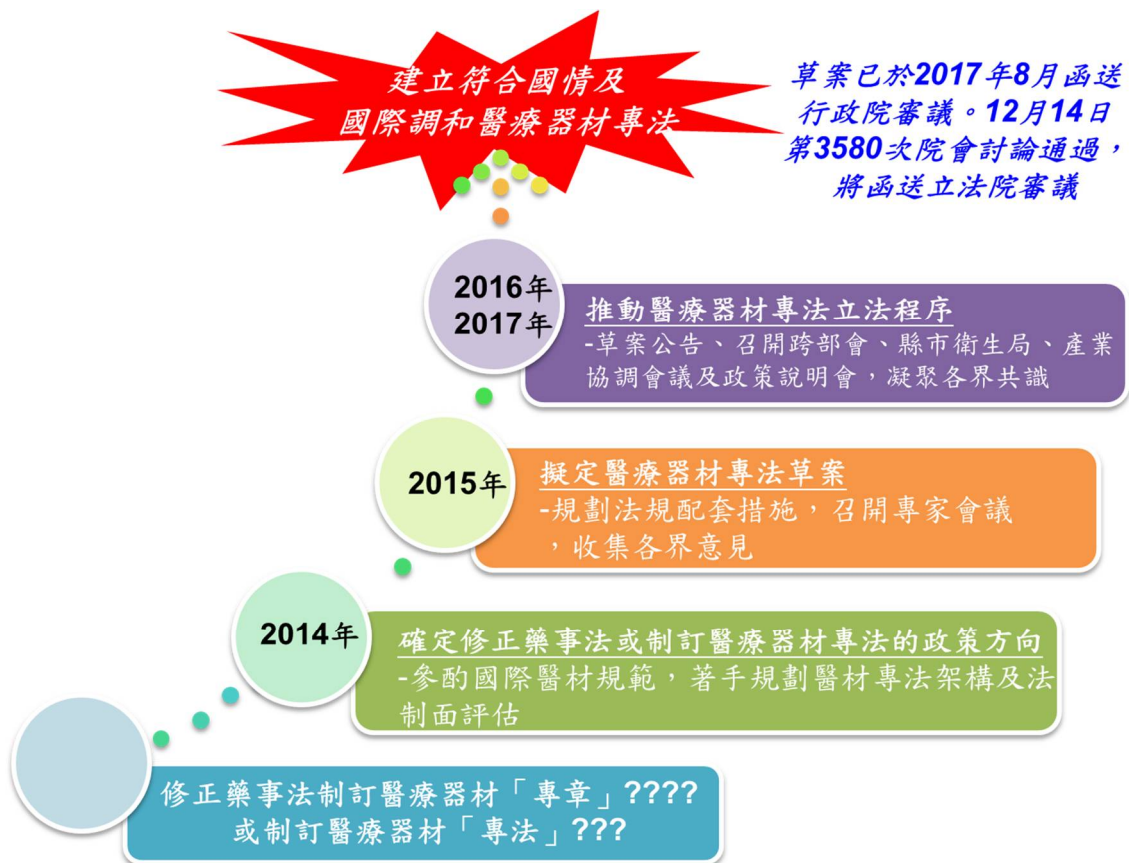 建立符合國情及
國際調和醫療器材專法
草案已於2017年8月函送
行政院審議。12月14日
第3580次院會討論通過，
將函送立法院審議
2016年
2017年
推動醫療器材專法立法程序
-草案公告、召開跨部會、縣市衛生局、產業
協調會議及政策說明會，凝聚各界共識
2015年
擬定醫療器材專法草案
-規劃法規配套措施，召開專家會議
，收集各界意見
2014年
確定修正藥事法或制訂醫療器材專法的政策方向
-參酌國際醫材規範，著手規劃醫材專法架構及法
制面評估
修正藥事法制訂醫療器材「專章」????
或制訂醫療器材「專法」???